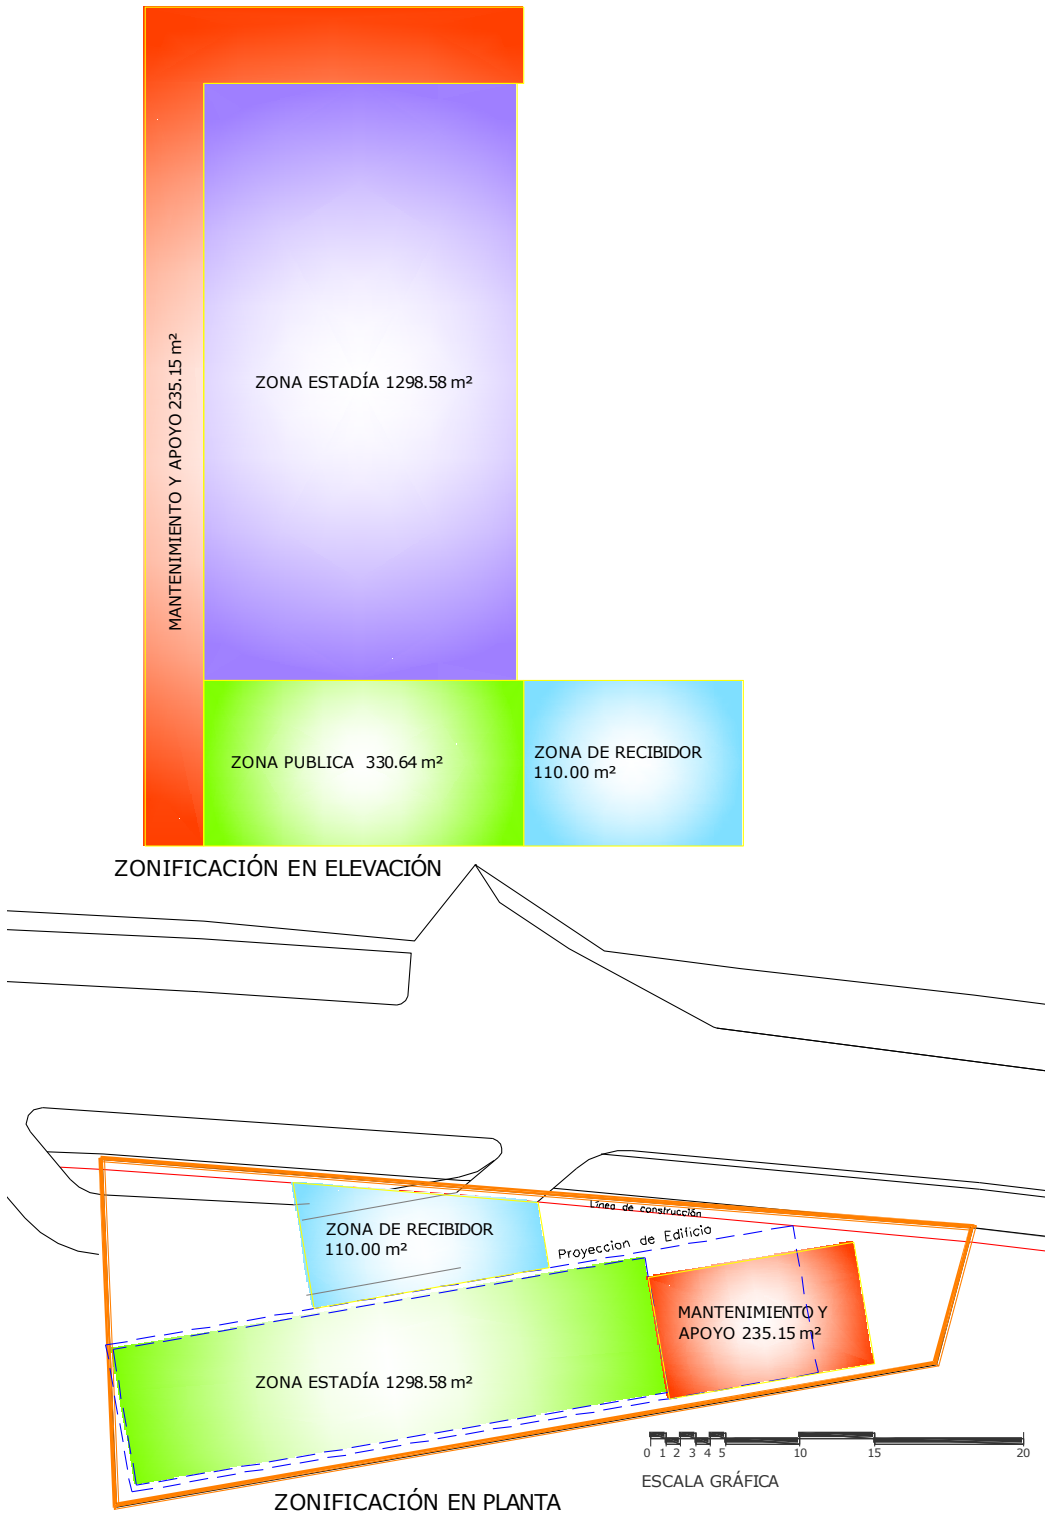 MANTENIMIENTO Y APOYO 235.15 m²
ZONA ESTADÍA 1298.58 m²
ZONA PUBLICA 330.64 m²
ZONA DE RECIBIDOR
110.00 m²
ZONIFICACIÓN EN ELEVACIÓN
Línea de construcción
ZONA DE RECIBIDOR
110.00 m²
Proyeccion de Edificio
MANTENIMIENTO Y
APOYO 235.15 m²
ZONA ESTADÍA 1298.58 m²
0 1 2 3 4 5 10 15 20
ESCALA GRÁFICA
ZONIFICACIÓN EN PLANTA